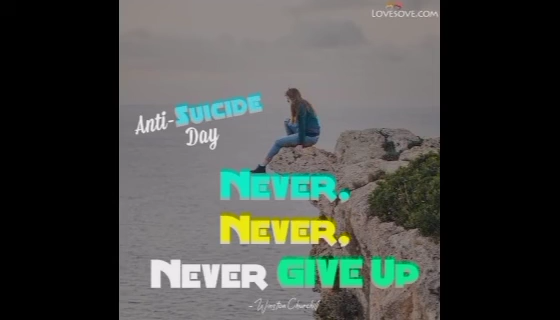 LOVESOVE.COM
Anti-SUICIDE
Day
NEVER,
NEVER,
NEVER GIVE UP
- Winston Churchill